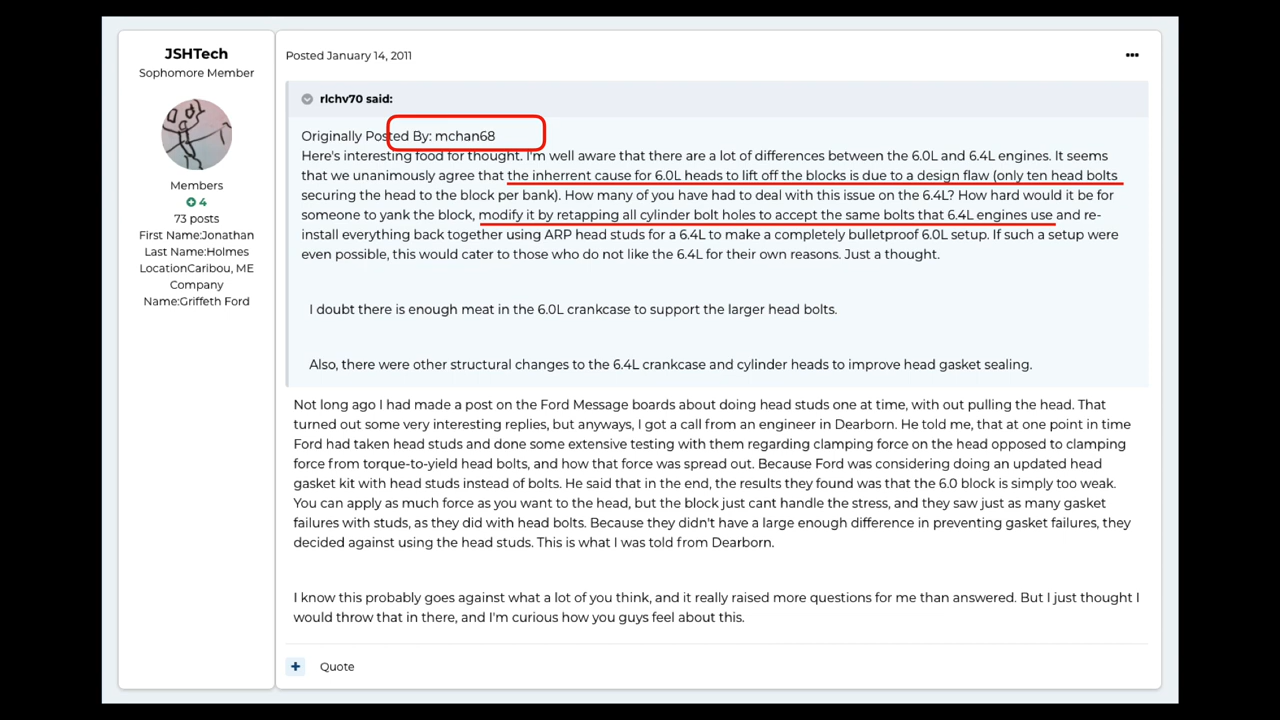 JSHTech
Sophomore Member
Members
4
73 posts
First Name:Jonathan
Last Name:Holmes
LocationCaribou, ME
Company
Name:Griffeth Ford
Posted January 14, 2011
•••
rlchv70 said:
Originally Posted By: mchan68
Here's interesting food for thought. I'm well aware that there are a lot of differences between the 6.0L and 6.4L engines. It seems
that we unanimously agree that the inherrent cause for 6.0L heads to lift off the blocks is due to a design flaw (only ten head bolts
securing the head to the block per bank). How many of you have had to deal with this issue on the 6.4L? How hard would it be for
someone to yank the block, modify it by retapping all cylinder bolt holes to accept the same bolts that 6.4L engines use and re-
install everything back together using ARP head studs for a 6.4L to make a completely bulletproof 6.0L setup. If such a setup were
even possible, this would cater to those who do not like the 6.4L for their own reasons. Just a thought.
I doubt there is enough meat in the 6.0L crankcase to support the larger head bolts.
Also, there were other structural changes to the 6.4L crankcase and cylinder heads to improve head gasket sealing.
Not long ago I had made a post on the Ford Message boards about doing head studs one at time, with out pulling the head. That
turned out some very interesting replies, but anyways, I got a call from an engineer in Dearborn. He told me, that at one point in time
Ford had taken head studs and done some extensive testing with them regarding clamping force on the head opposed to clamping
force from torque-to-yield head bolts, and how that force was spread out. Because Ford was considering doing an updated head
gasket kit with head studs instead of bolts. He said that in the end, the results they found was that the 6.0 block is simply too weak.
You can apply as much force as you want to the head, but the block just cant handle the stress, and they saw just as many gasket
failures with studs, as they did with head bolts. Because they didn't have a large enough difference in preventing gasket failures, they
decided against using the head studs. This is what I was told from Dearborn.
I know this probably goes against what a lot of you think, and it really raised more questions for me than answered. But I just thought I
would throw that in there, and I'm curious how you guys feel about this.
+ Quote